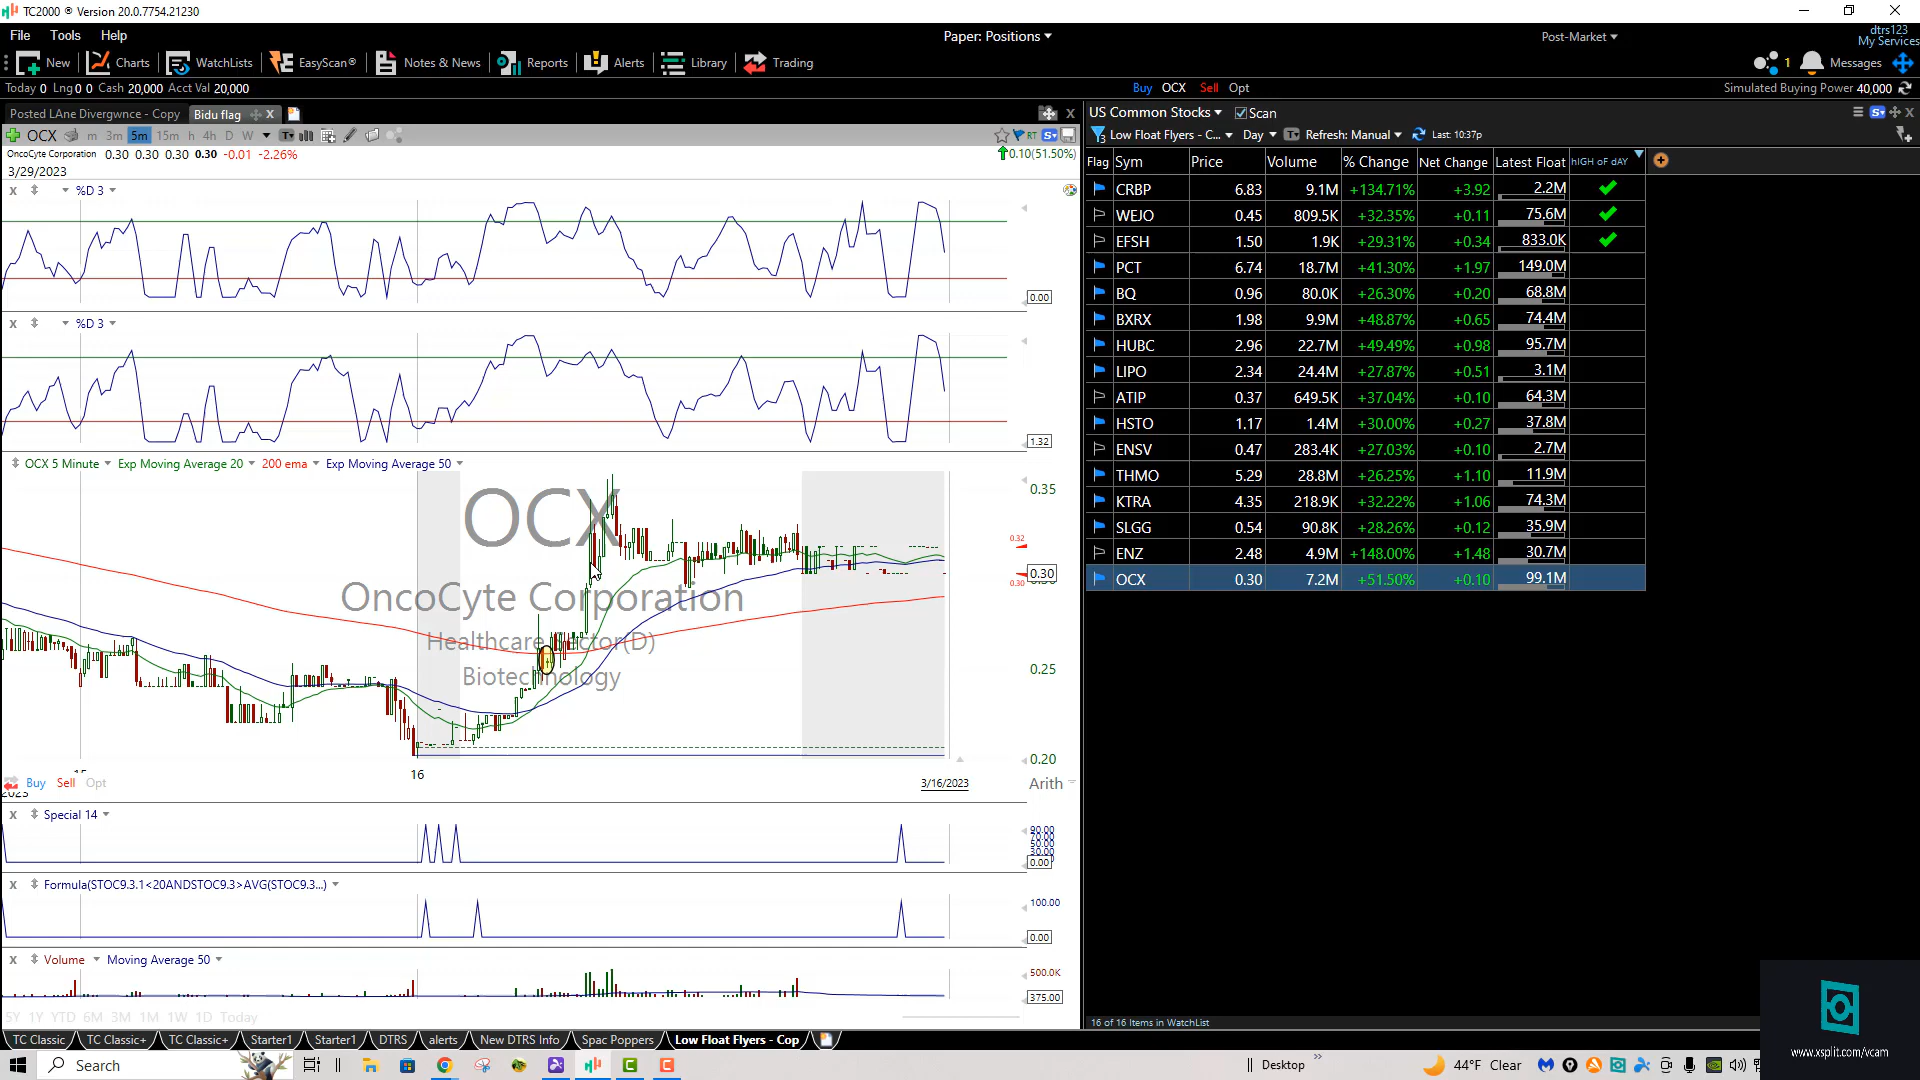 TC2000 ® Version 20.0.7754.21230
File Tools Help
Paper: Positions
Post-Market
dtrs123
My Services
New Charts WatchLists EasyScan® Notes & News Reports Alerts Library Trading
1 Messages
Today 0 Lng 0 0 Cash 20,000 Acct Val 20,000
Buy OCX Sell Opt
Simulated Buying Power 40,000
Posted LAne Divergwnce - Copy Bidu flag X
OCX m 3m 5m 15m h 4h D W
RT
OncoCyte Corporation 0.30 0.30 0.30 0.30 -0.01 -2.26%
0.10(51.50%)
3/29/2023
X %D 3
0.00
X %D 3
1.32
OCX 5 Minute Exp Moving Average 20 200 ema Exp Moving Average 50
OCX
OncoCyte Corporation
Healthcare Sector(D)
Biotechnology
0.35
0.32
0.30
0.30
0.25
0.20
16
Buy Sell Opt
3/16/2023
Arith
2023
X Special 14
90.00
70.00
50.00
30.00
0.00
X Formula(STOC9.3.1<20ANDSTOC9.3>AVG(STOC9.3...)
100.00
0.00
X Volume Moving Average 50
500.0K
375.00
5Y 1Y YTD 6M 3M 1M 1W 1D Today
TC Classic TC Classic+ TC Classic+ Starter1 Starter1 DTRS alerts New DTRS Info Spac Poppers Low Float Flyers - Cop
US Common Stocks Scan
Low Float Flyers - C... Day Refresh: Manual Last: 10:37p
Flag Sym Price Volume % Change Net Change Latest Float hIGH OF dAY
CRBP 6.83 9.1M +134.71% +3.92 2.2M
WEJO 0.45 809.5K +32.35% +0.11 75.6M
EFSH 1.50 1.9K +29.31% +0.34 833.0K
PCT 6.74 18.7M +41.30% +1.97 149.0M
BQ 0.96 80.0K +26.30% +0.20 68.8M
BXRX 1.98 9.9M +48.87% +0.65 74.4M
HUBC 2.96 22.7M +49.49% +0.98 95.7M
LIPO 2.34 24.4M +27.87% +0.51 3.1M
ATIP 0.37 649.5K +37.04% +0.10 64.3M
HSTO 1.17 1.4M +30.00% +0.27 37.8M
ENSV 0.47 283.4K +27.03% +0.10 2.7M
THMO 5.29 28.8M +26.25% +1.10 11.9M
KTRA 4.35 218.9K +32.22% +1.06 74.3M
SLGG 0.54 90.8K +28.26% +0.12 35.9M
ENZ 2.48 4.9M +148.00% +1.48 30.7M
OCX 0.30 7.2M +51.50% +0.10 99.1M
16 of 16 Items in WatchList
www.xsplit.com/vcam
Search
Desktop
44°F Clear